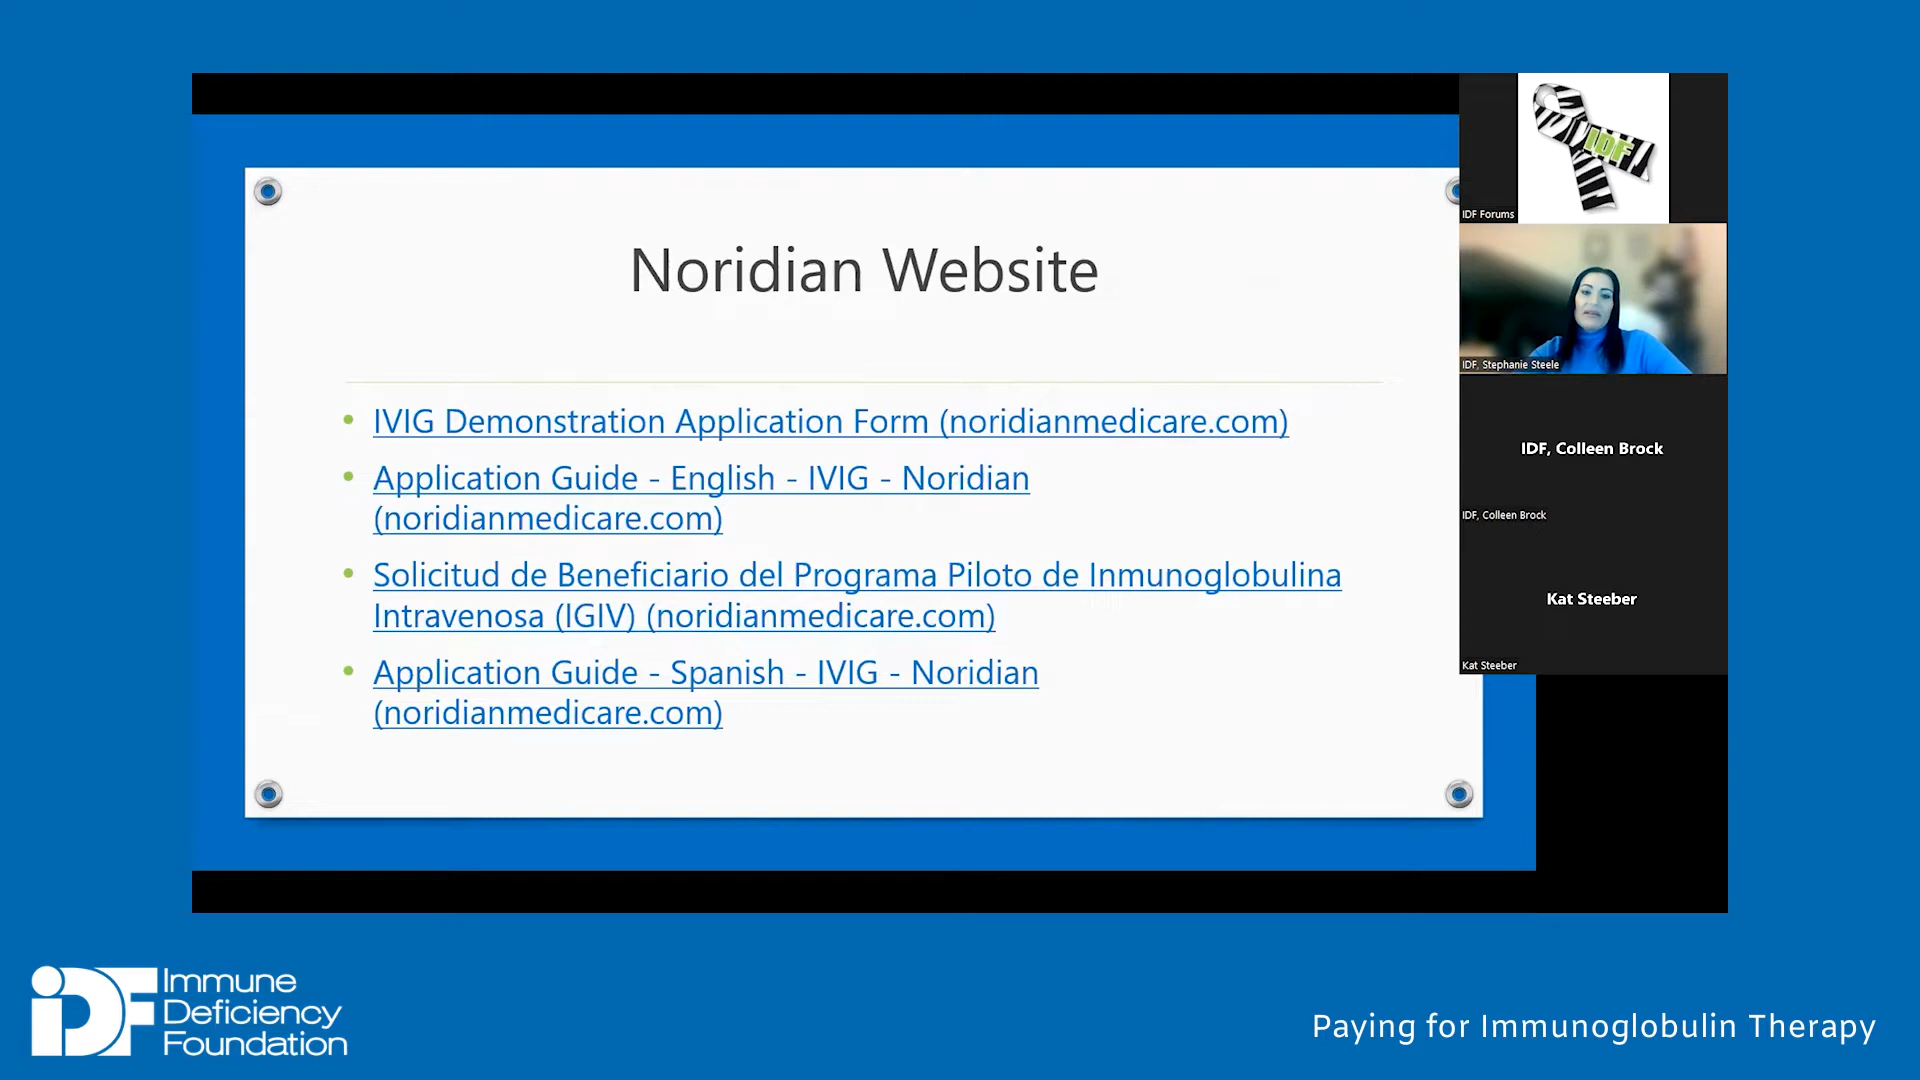 Noridian Website
IVIG Demonstration Application Form (noridianmedicare.com)
Application Guide - English - IVIG - Noridian
(noridianmedicare.com)
Solicitud de Beneficiario del Programa Piloto de Inmunoglobulina
Intravenosa (IGIV) (noridianmedicare.com)
Application Guide - Spanish - IVIG - Noridian
(noridianmedicare.com)
IDF
IDF Forums
IDF, Stephanie Steele
IDF, Colleen Brock
IDF, Colleen Brock
Kat Steeber
Kat Steeber
iDF
Immune
Deficiency
Foundation
Paying for Immunoglobulin Therapy